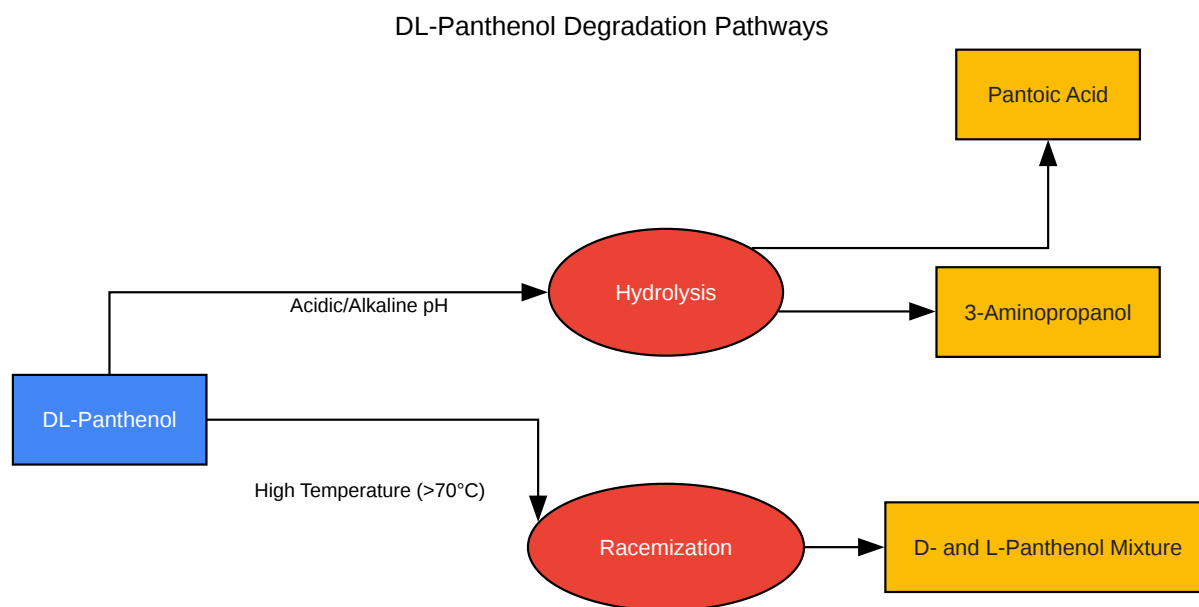 DL-Panthenol Degradation Pathways
Pantoic Acid
Hydrolysis
Acidic/Alkaline pH
3-Aminopropanol
DL-Panthenol
High Temperature (>70°C)
Racemization
D- and L-Panthenol Mixture